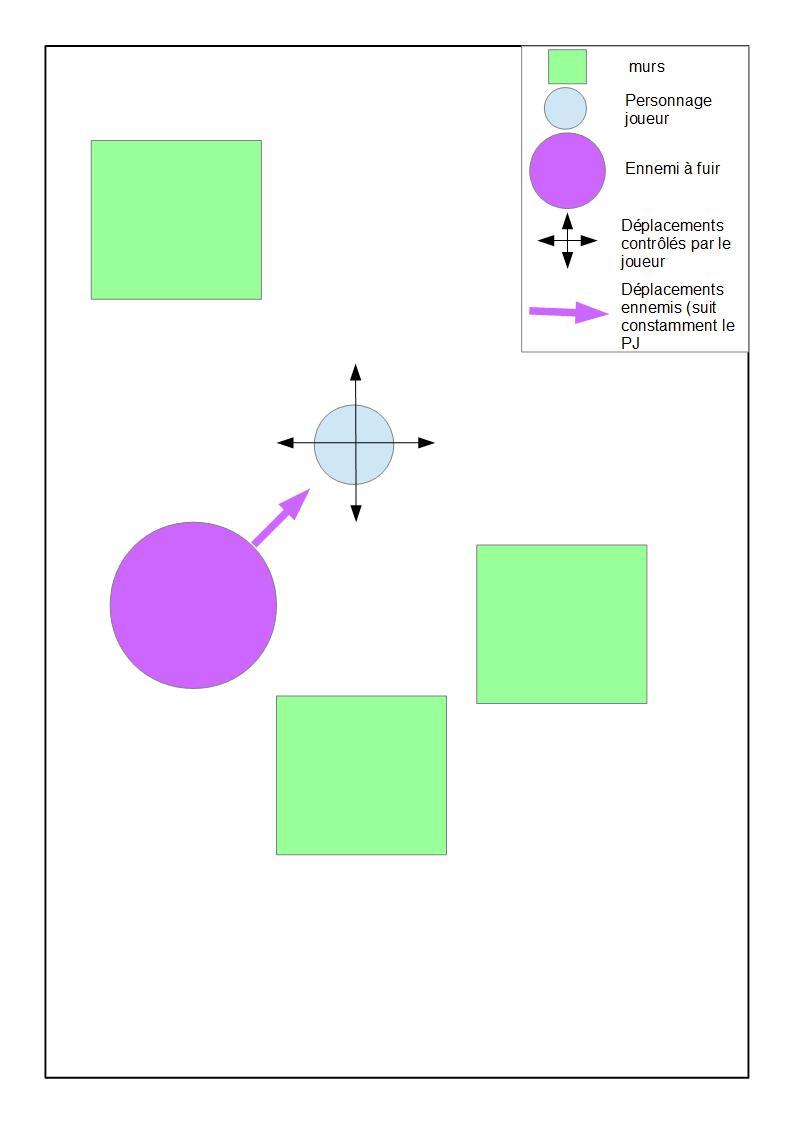 murs
Personnage
joueur
Ennemi à fuir
Déplacements
contrôlés par le
joueur
Déplacements
ennemis (suit
constamment le
PJ